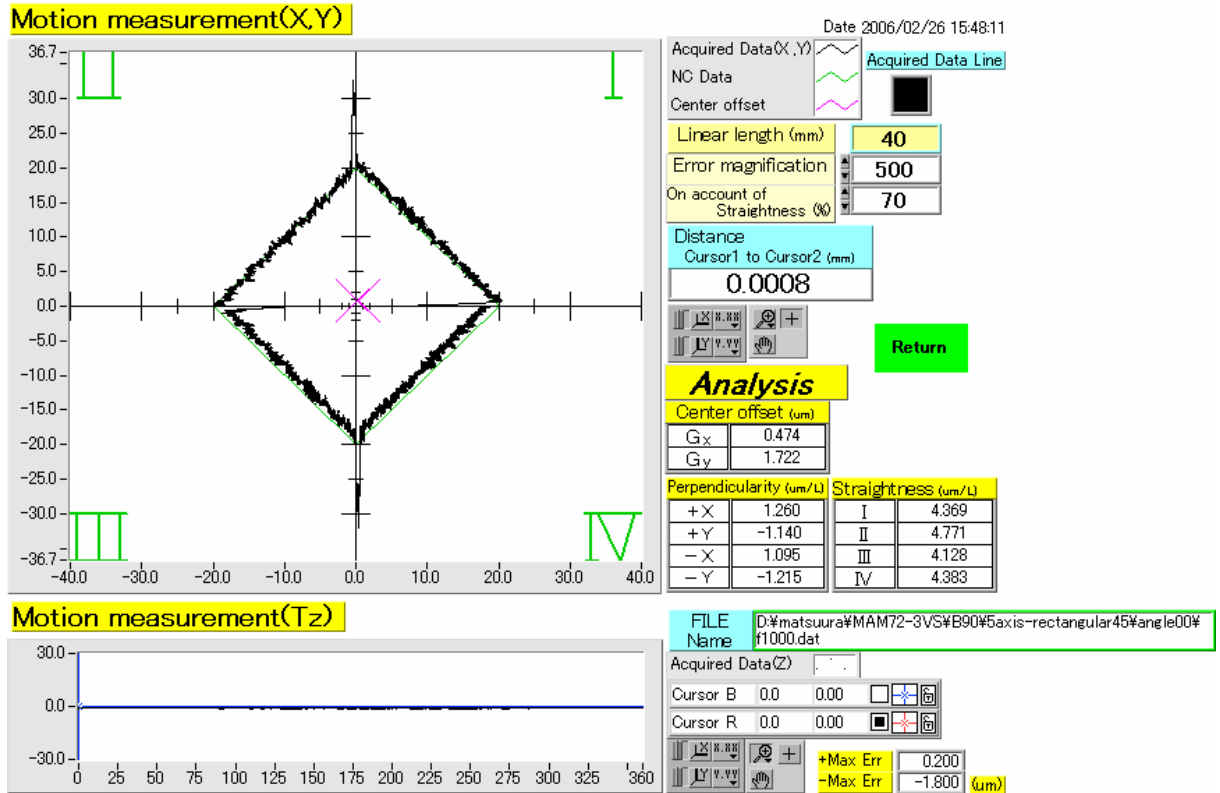 Motion measurement(X,Y)
Date 2006/02/26 15:48:11
36.7
30.0
25.0
20.0
15.0
10.0
5.0
0.0
-5.0
-10.0
-15.0
-20.0
-25.0
-30.0
-36.7
-40.0 -30.0 -20.0 -10.0 0.0 10.0 20.0 30.0 40.0
II I
III IV
Acquired Data(X,Y)
NC Data
Center offset
Acquired Data Line
Linear length (mm) 40
Error magnification 500
On account of
Straightness (%) 70
Distance
Cursor1 to Cursor2 (mm)
0.0008
X 8.88
Y Y.YY
Return
Analysis
Center offset (um)
Gx 0.474
Gy 1.722
Perpendicularity (um/L) Straightness (um/L)
+X 1.260 I 4.369
+Y -1.140 II 4.771
-X 1.095 III 4.128
-Y -1.215 IV 4.383
Motion measurement(Tz)
30.0
0.0
-30.0
0 25 50 75 100 125 150 175 200 225 250 275 300 325 360
FILE
Name
D:¥matsuura¥MAM72-3VS¥B90¥5axis-rectangular45¥angle00¥
f1000.dat
Acquired Data(Z)
Cursor B 0.0 0.00
Cursor R 0.0 0.00
X 8.88
Y Y.YY
+Max Err 0.200
-Max Err -1.800 (um)